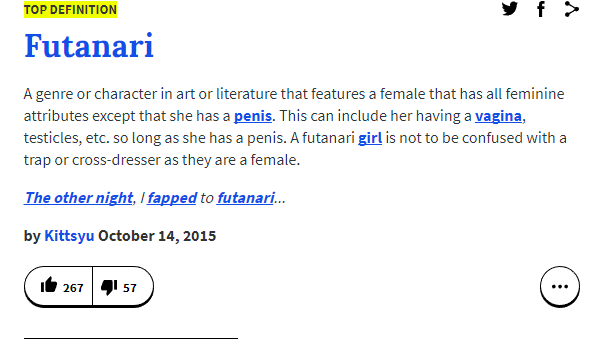 TOP DEFINITION
Futanari
A genre or character in art or literature that features a female that has all feminine
attributes except that she has a penis. This can include her having a vagina,
testicles, etc. so long as she has a penis. A futanari girl is not to be confused with a
trap or cross-dresser as they are a female.
The other night, I fapped to futanari...
by Kittsyu October 14, 2015
267 57